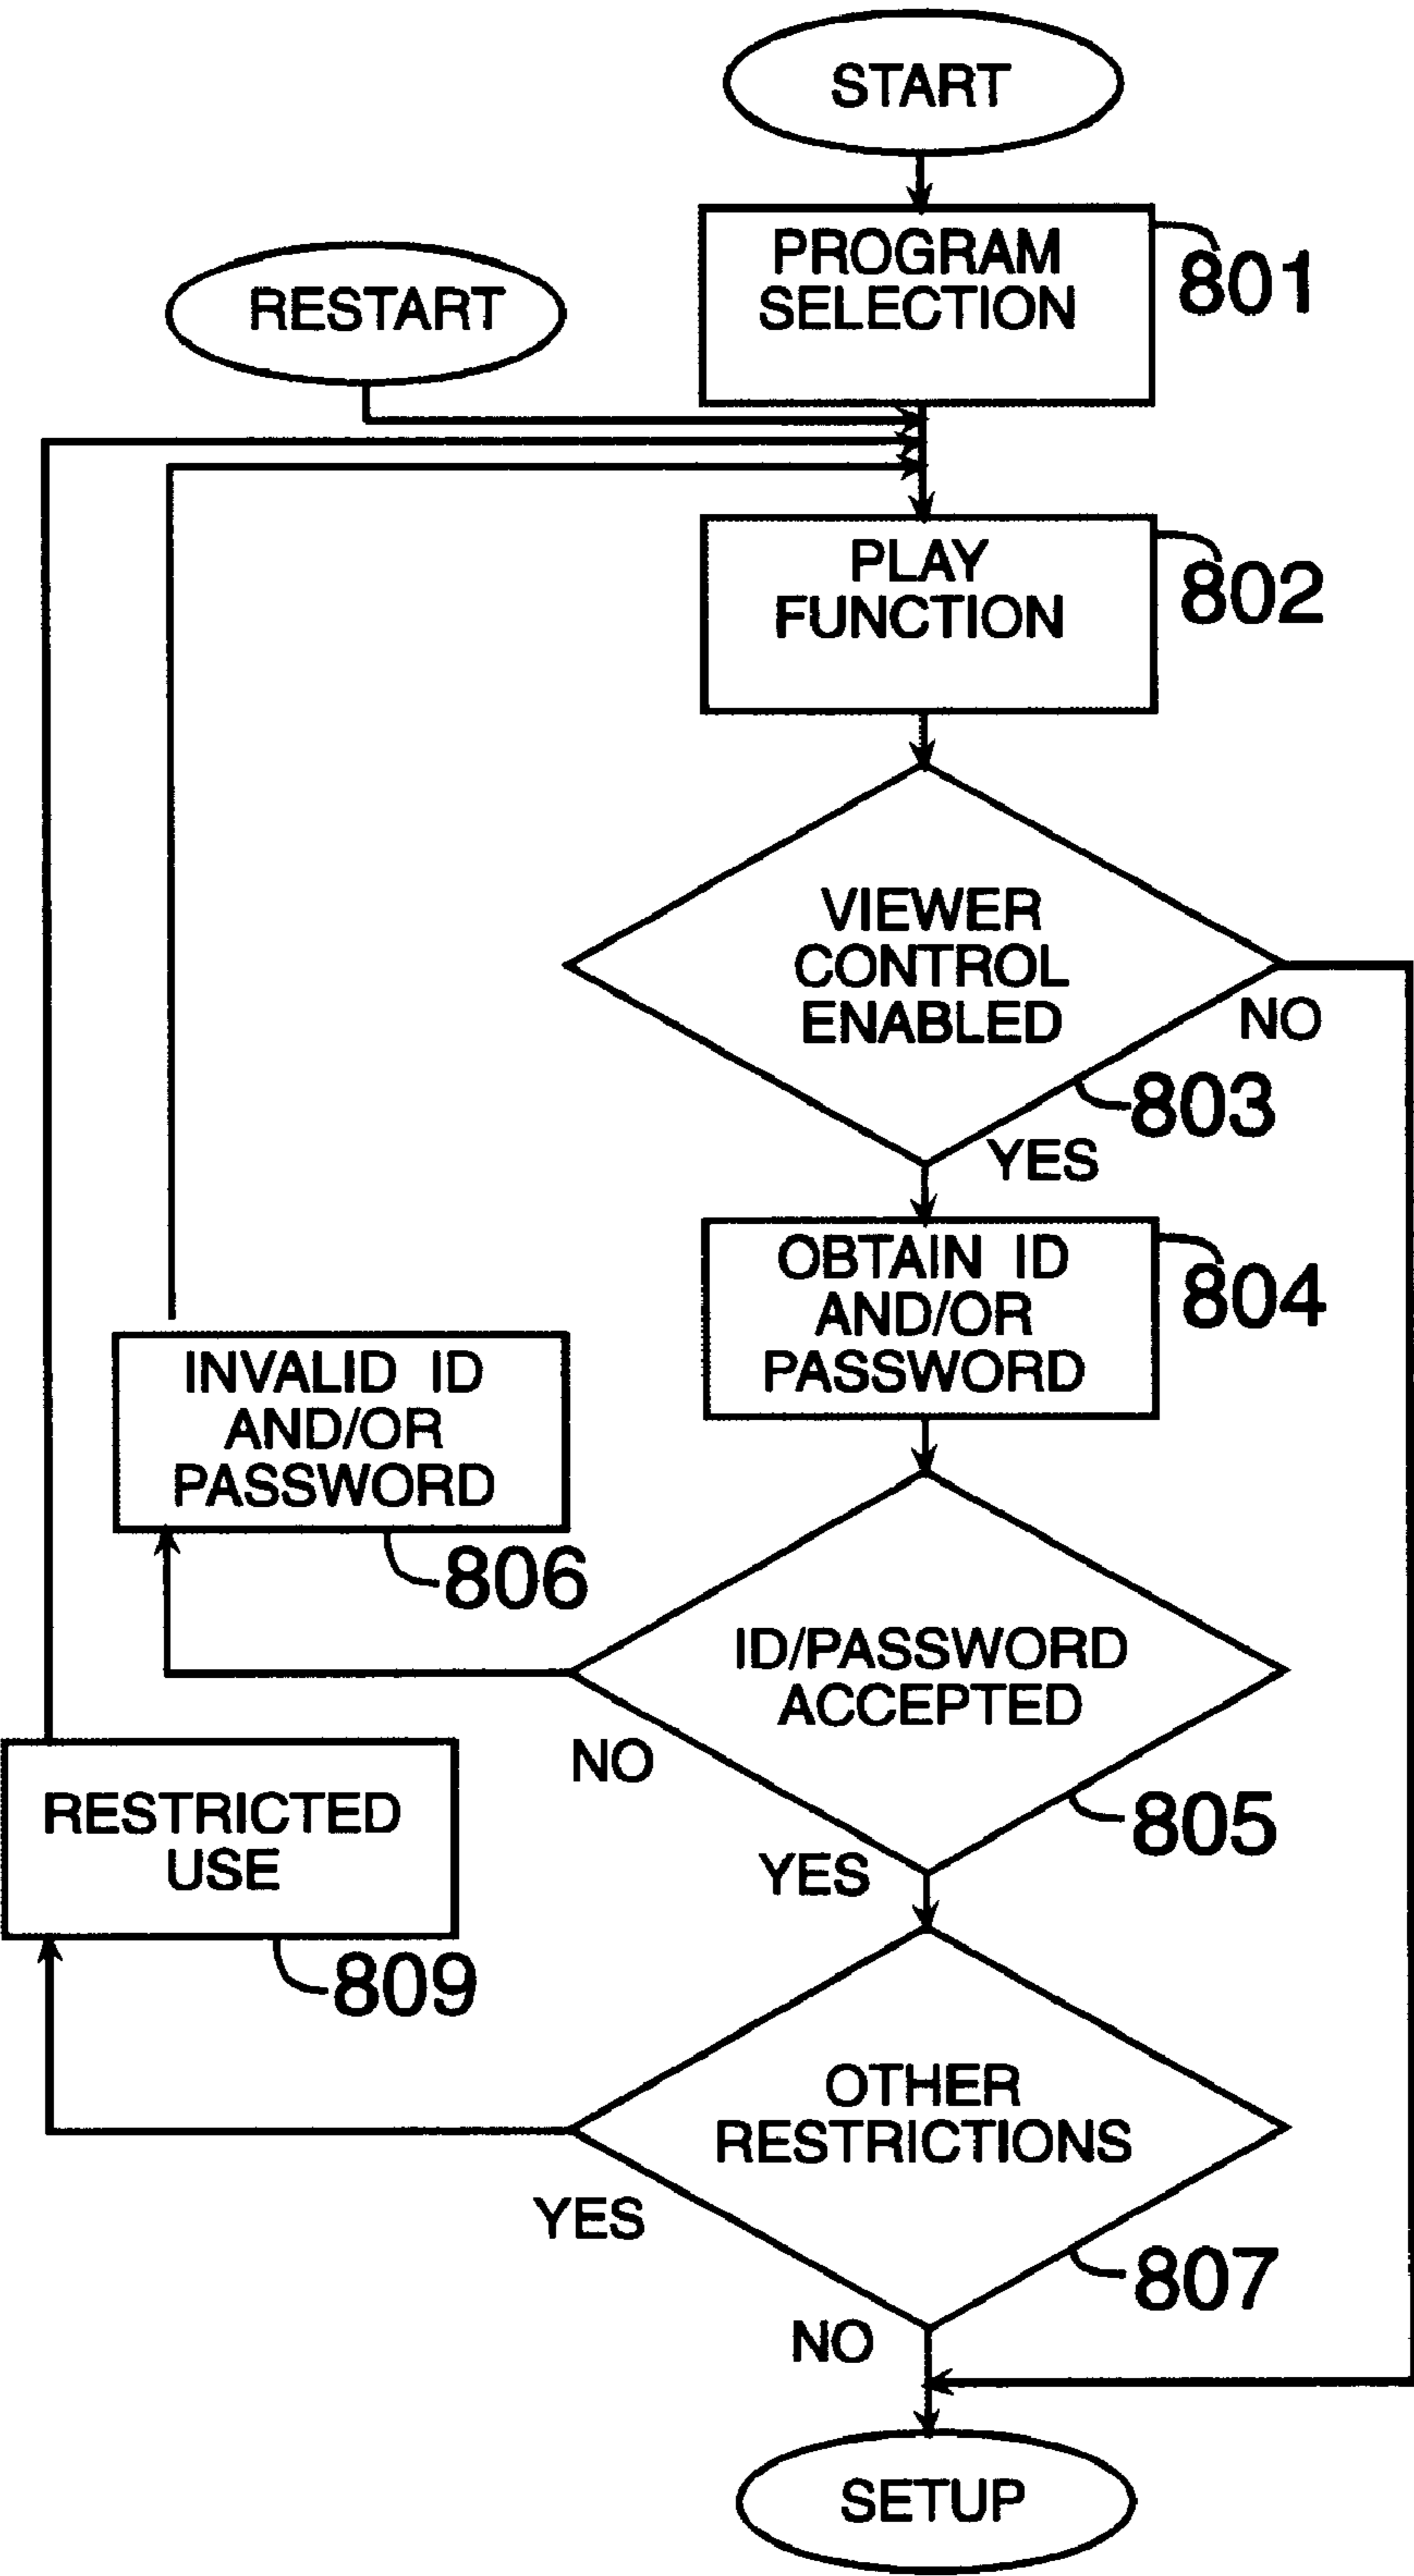 START
PROGRAM
SELECTION
801
RESTART
PLAY
FUNCTION
802
VIEWER
CONTROL
ENABLED
NO
803
YES
OBTAIN ID
AND/OR
PASSWORD
804
INVALID ID
AND/OR
PASSWORD
806
ID/PASSWORD
ACCEPTED
NO
805
YES
RESTRICTED
USE
809
OTHER
RESTRICTIONS
YES
807
NO
SETUP